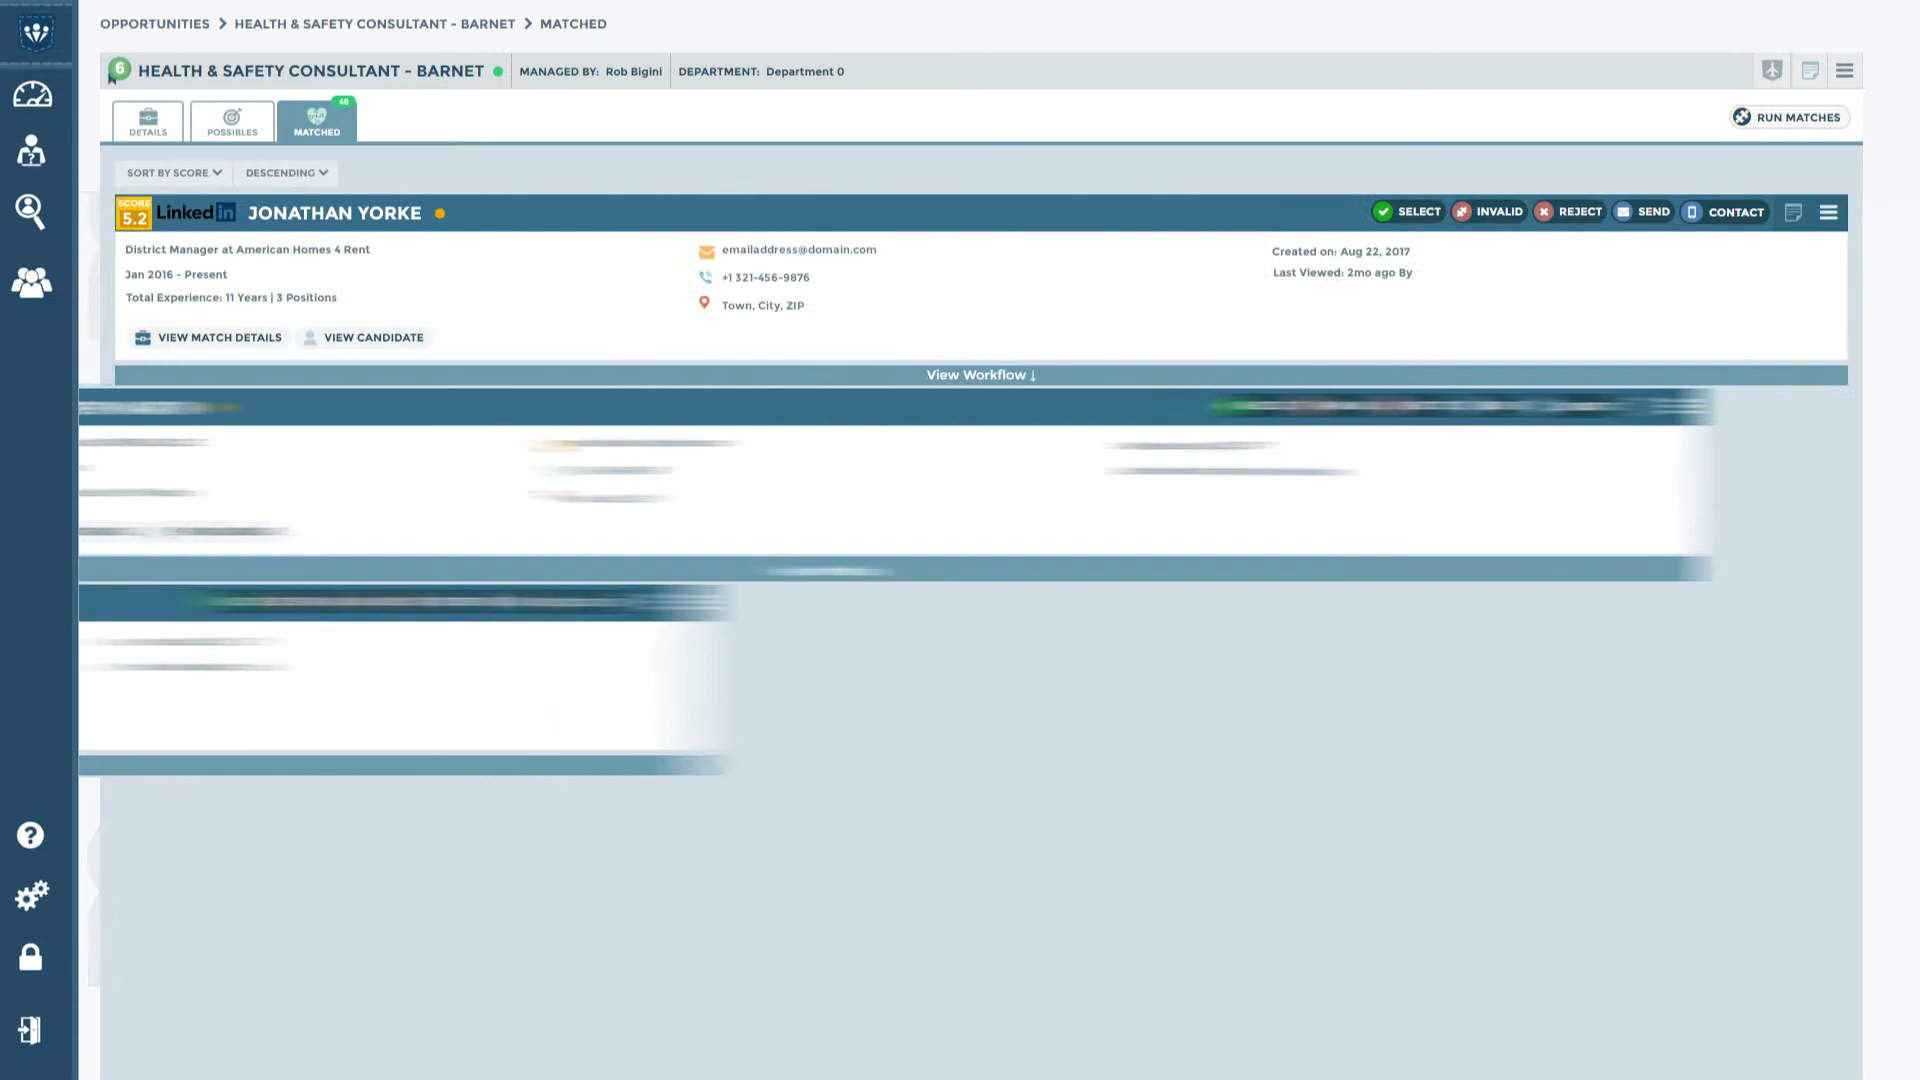 OPPORTUNITIES > HEALTH & SAFETY CONSULTANT - BARNET > MATCHED
6 HEALTH & SAFETY CONSULTANT - BARNET MANAGED BY: Rob Bigini DEPARTMENT: Department 0
48
DETAILS POSSIBLES MATCHED
RUN MATCHES
SORT BY SCORE DESCENDING
SCORE 5.2 Linked in JONATHAN YORKE SELECT INVALID REJECT SEND CONTACT
District Manager at American Homes 4 Rent
Jan 2016 - Present
Total Experience: 11 Years | 3 Positions
emailaddress@domain.com
+1 321-456-9876
Town, City, ZIP
Created on: Aug 22, 2017
Last Viewed: 2mo ago By
VIEW MATCH DETAILS VIEW CANDIDATE
View Workflow ↓